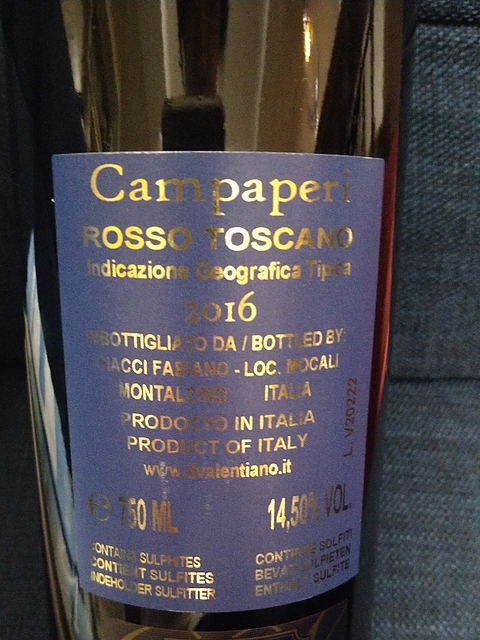 Campaperi
ROSSO TOSCANO
Indicazione Geografica Tipica
2016
IMBOTTIGLIATO DA / BOTTLED BY:
CIACCI FABIANO - LOC. MOCALI
MONTALCINO ITALIA
PRODOTTO IN ITALIA
PRODUCT OF ITALY
L. V20222
℮ 750 ML
14,50% VOL.
CONTAINS SULPHITES
CONTIENT SULFITES
INDEHOLDER SULFITTER
CONTIENE SOLFITI
BEVAT SULFIETEN
ENTHÄLT SULFITE